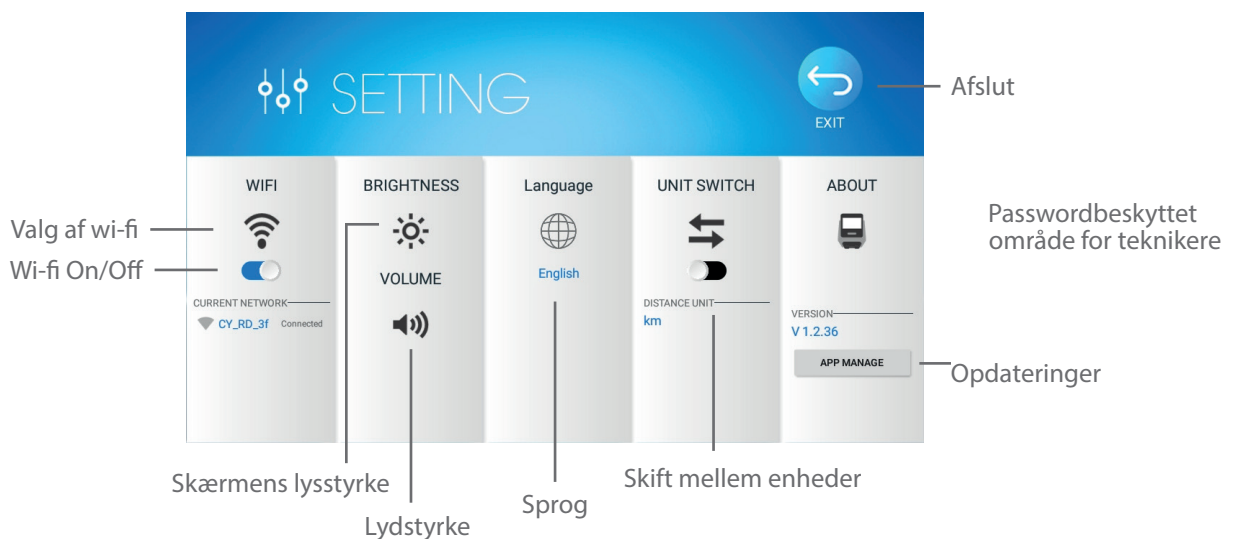 SETTING
EXIT
Afslut
WIFI
BRIGHTNESS
Language
UNIT SWITCH
ABOUT
Valg af wi-fi
Passwordbeskyttet
område for teknikere
Wi-fi On/Off
VOLUME
English
CURRENT NETWORK
CY_RD_3f Connected
DISTANCE UNIT
km
VERSION
V 1.2.36
APP MANAGE
Opdateringer
Skærmens lysstyrke
Skift mellem enheder
Sprog
Lydstyrke